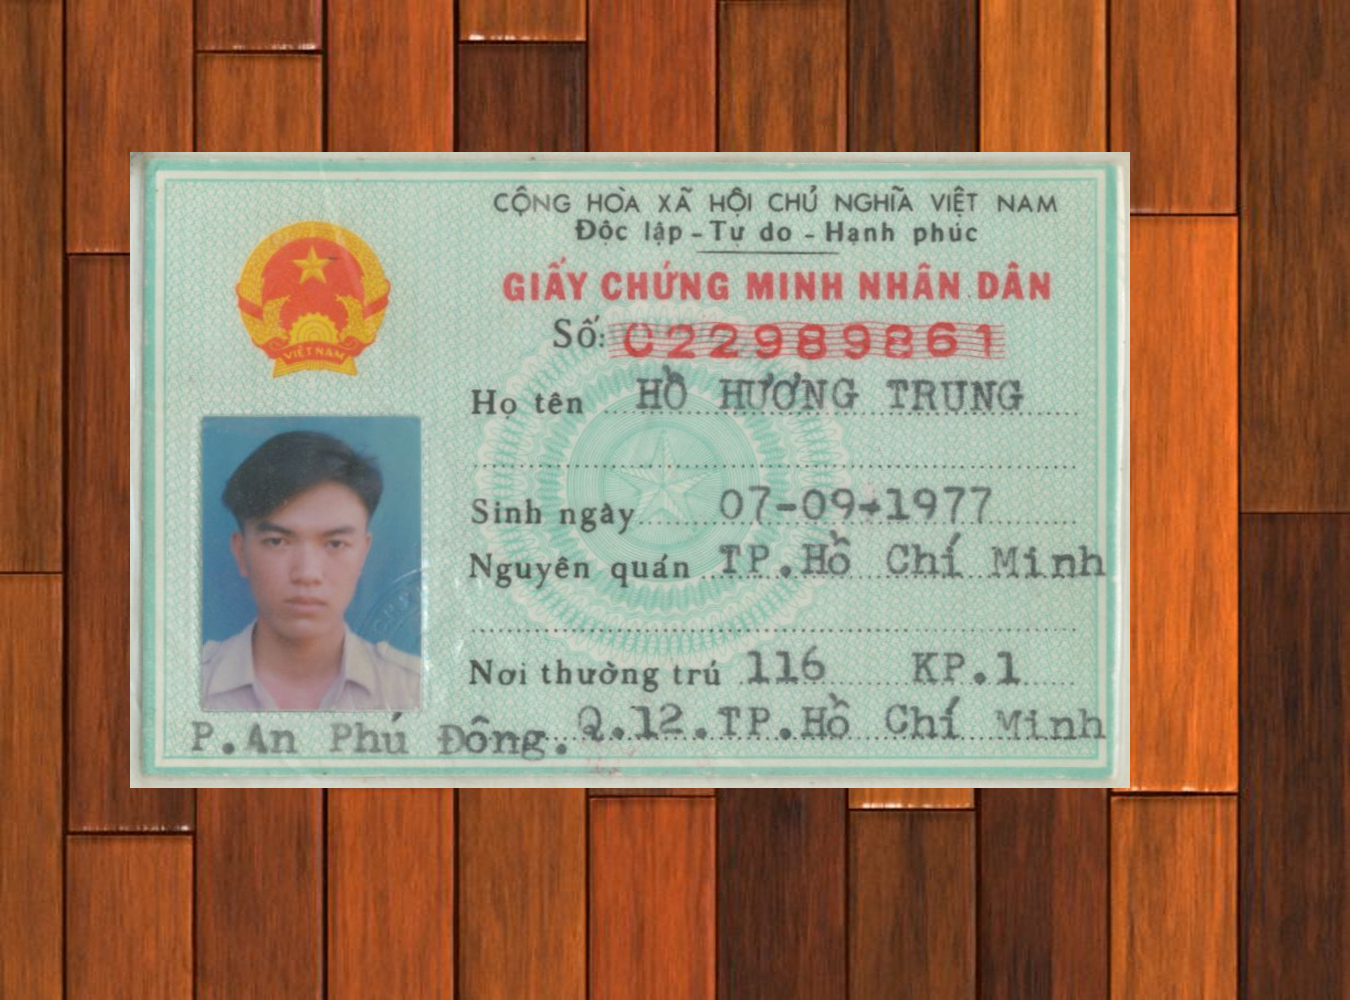 CỘNG HÒA XÃ HỘI CHỦ NGHĨA VIỆT NAM
Độc lập - Tự do - Hạnh phúc
GIẤY CHỨNG MINH NHÂN DÂN
Số: 022989861
Họ tên HỒ HƯƠNG TRUNG
Sinh ngày 07-09-1977
Nguyên quán TP.Hồ Chí Minh
Nơi thường trú 116 KP.1
P.An Phú Đông. Q.12.TP.Hồ Chí Minh
VIỆT NAM